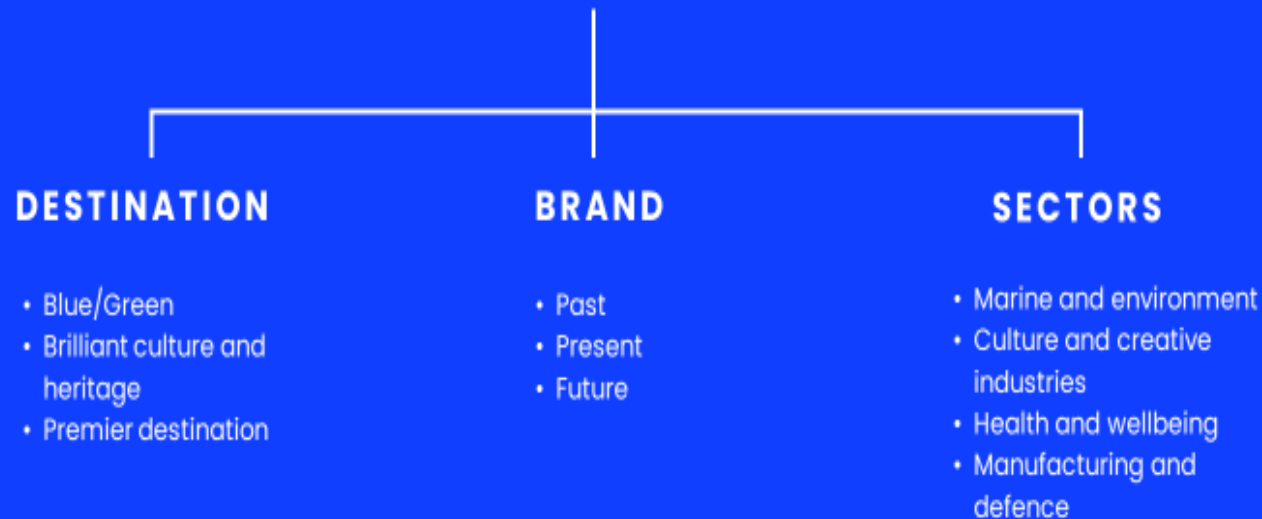 DESTINATION
• Blue/Green
• Brilliant culture and
heritage
• Premier destination
BRAND
• Past
• Present
• Future
SECTORS
• Marine and environment
• Culture and creative
industries
• Health and wellbeing
• Manufacturing and
defence